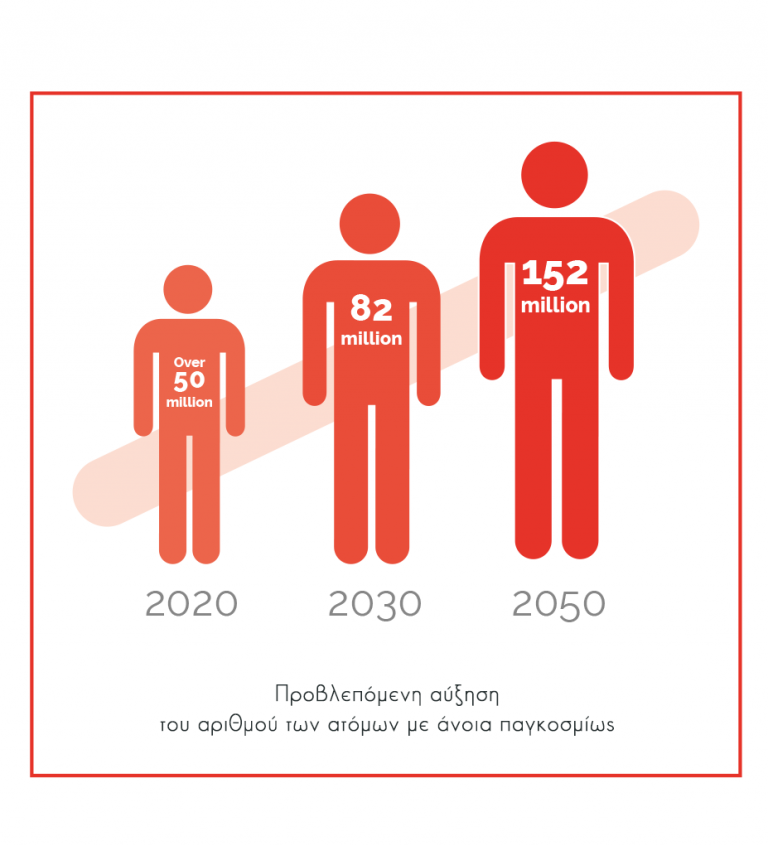 Over
50
million
82
million
152
million
2020
2030
2050
Προβλεπόμενη αύξηση
του αριθμού των ατόμων με άνοια παγκοσμίως